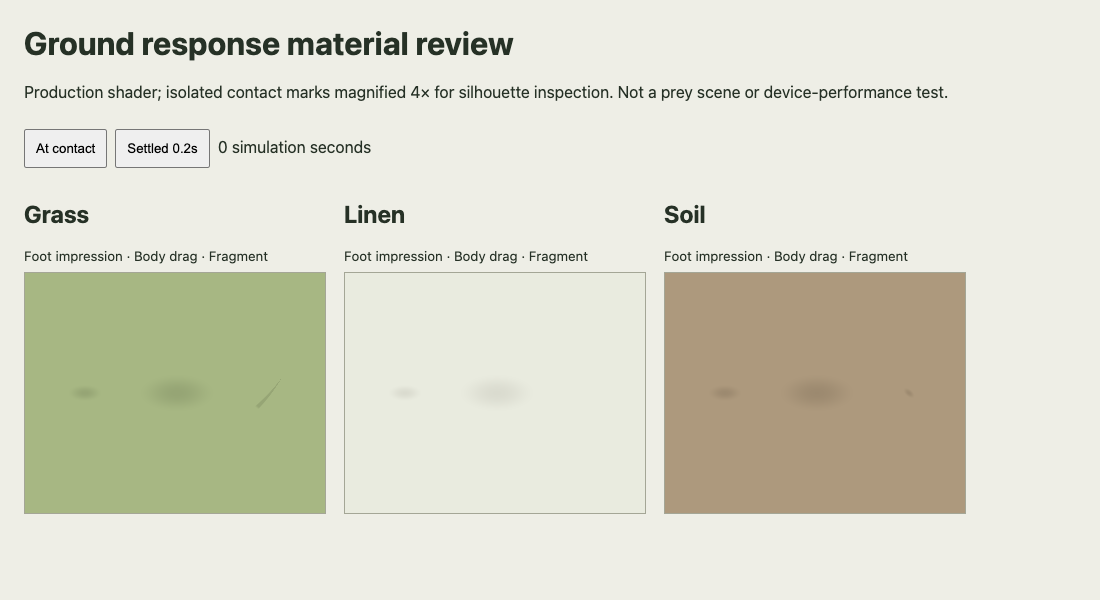 Ground response material review
Production shader; isolated contact marks magnified 4× for silhouette inspection. Not a prey scene or device-performance test.
At contact
Settled 0.2s
0 simulation seconds
Grass
Foot impression · Body drag · Fragment
Linen
Foot impression · Body drag · Fragment
Soil
Foot impression · Body drag · Fragment